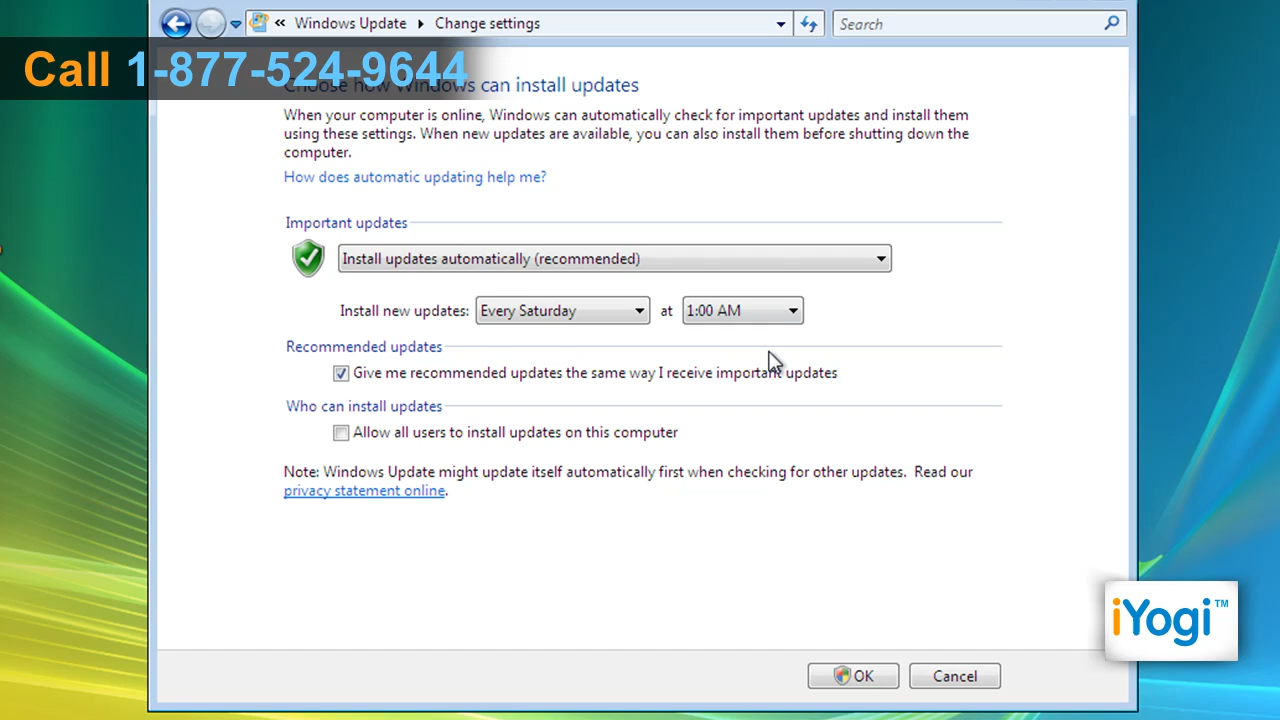 « Windows Update ▸ Change settings
Search
Call 1-877-524-9644
Choose how Windows can install updates
When your computer is online, Windows can automatically check for important updates and install them
using these settings. When new updates are available, you can also install them before shutting down the
computer.
How does automatic updating help me?
Important updates
Install updates automatically (recommended)
Install new updates: Every Saturday at 1:00 AM
Recommended updates
Give me recommended updates the same way I receive important updates
Who can install updates
Allow all users to install updates on this computer
Note: Windows Update might update itself automatically first when checking for other updates. Read our
privacy statement online.
iYogi™
OK Cancel